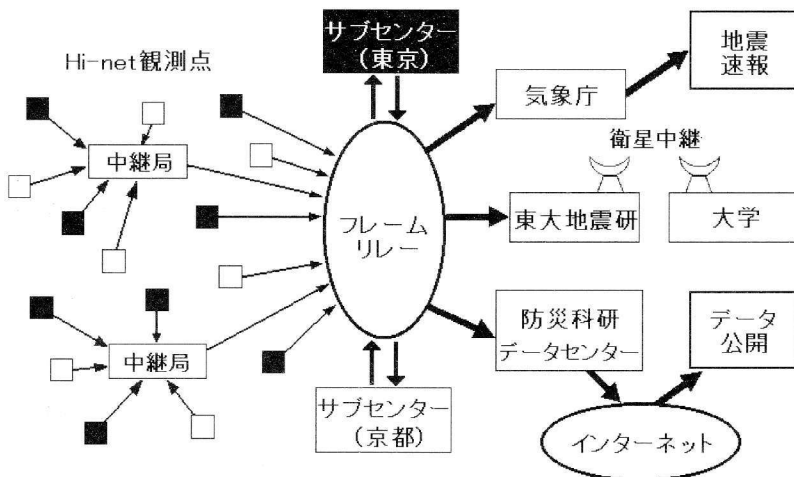 サブセンター
(東京)
地震
速報
Hi-net観測点
気象庁
衛星中継
中継局
フレーム
リレー
東大地震研
大学
防災科研
データセンター
データ
公開
中継局
サブセンター
(京都)
インターネット